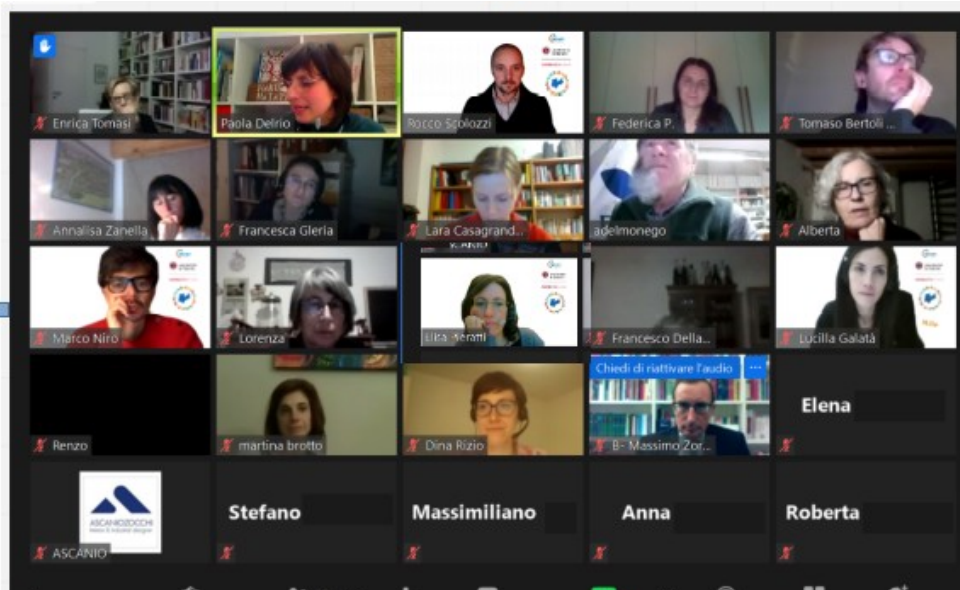 Enrica Tomasi
Paola Delrio
Rocco Scolozzi
Federica P.
Tomaso Bertoli ...
Annalisa Zanella
Francesca Gleria
Lara Casagrand...
adelmonego
Alberta
Marco Niro
Lorenza
Francesco Della...
Lucilla Galatà
Renzo
martina brotto
Dina Rizio
Chiedi di riattivare l'audio
B- Massimo Zor...
Elena
ASCANIOZOCCHI
ASCANIO
Stefano
Massimiliano
Anna
Roberta